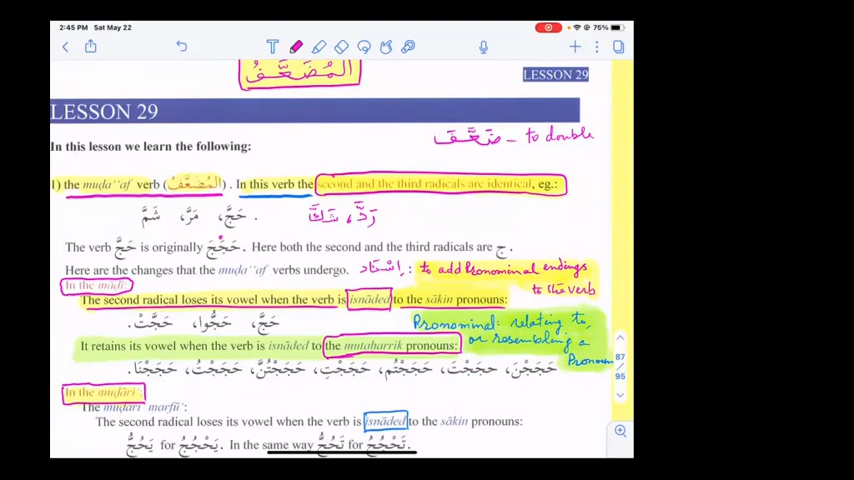 2:45 PM Sat May 22 75%
المُضَعَّفُ
LESSON 29
LESSON 29
In this lesson we learn the following:
ضَعَّفَ – to double
1) the muḍa''af verb (المُضَعَّفُ) . In this verb the second and the third radicals are identical, eg.:
حَجَّ، مَرَّ، شَمَّ . رَدَّ، شَكَّ
The verb حَجَّ is originally حَجَجَ. Here both the second and the third radicals are ج .
Here are the changes that the muḍa''af verbs undergo. إِسْنَاد : to add Pronominal endings
to the verb
In the māḍī:
The second radical loses its vowel when the verb is isnāded to the sākin pronouns:
حَجَّ، حَجُّوا، حَجَّتْ.
Pronominal: relating to,
or resembling a
Pronoun
It retains its vowel when the verb is isnāded to the mutaḥarrik pronouns:
حَجَجْنَ، حَجَجْتَ، حَجَجْتُم، حَجَجْتِ، حَجَجْتُنَّ، حَجَجْتُ، حَجَجْنَا.
87
95
In the muḍāri':
The muḍāri' marfū':
The second radical loses its vowel when the verb is isnāded to the sākin pronouns:
يَحُجُّ for يَحْجُجُ. In the same way تَحُجُّ for تَحْجُجُ.